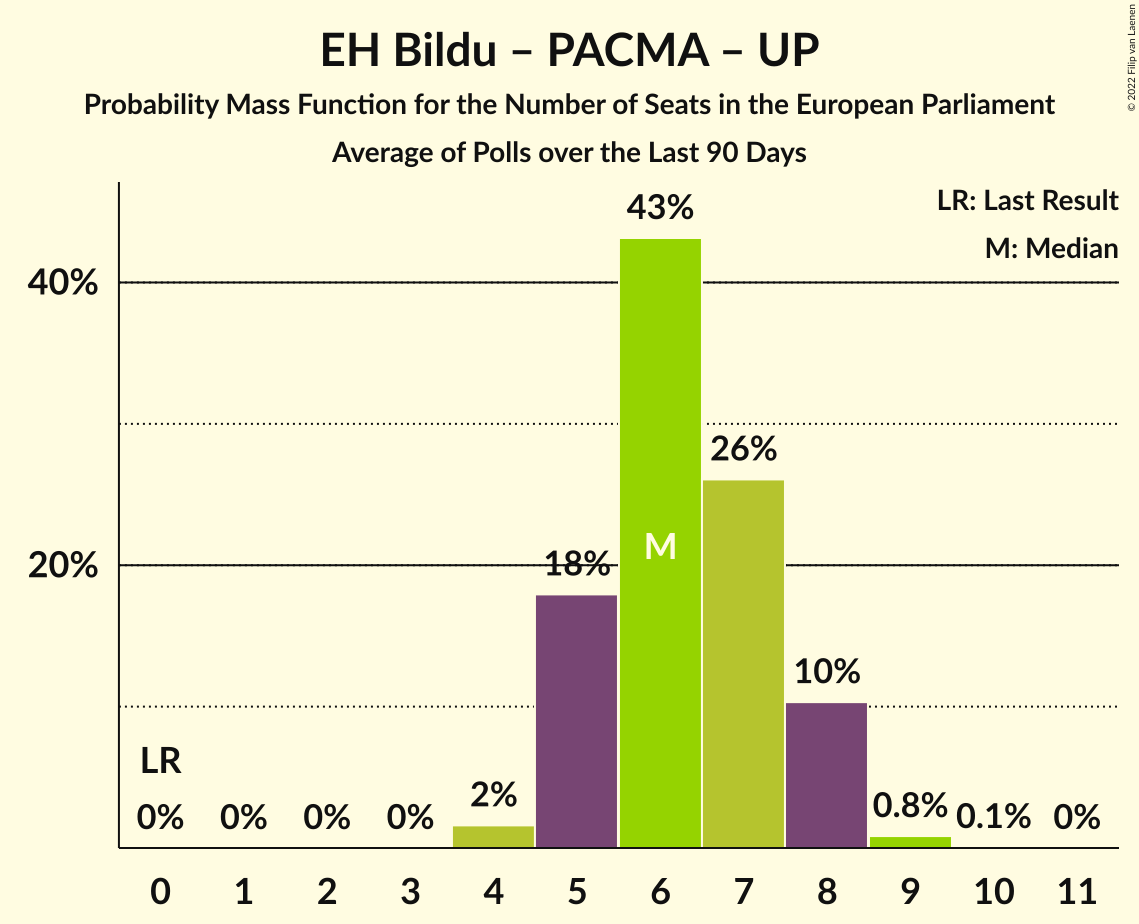 EH Bildu – PACMA – UP
Probability Mass Function for the Number of Seats in the European Parliament
Average of Polls over the Last 90 Days
© 2022 Filip van Laenen
LR: Last Result
M: Median
43%
40%
26%
M
20%
18%
10%
LR
2%
0.8%
0.1%
0%
0%
0%
0%
0%
0 1 2 3 4 5 6 7 8 9 10 11